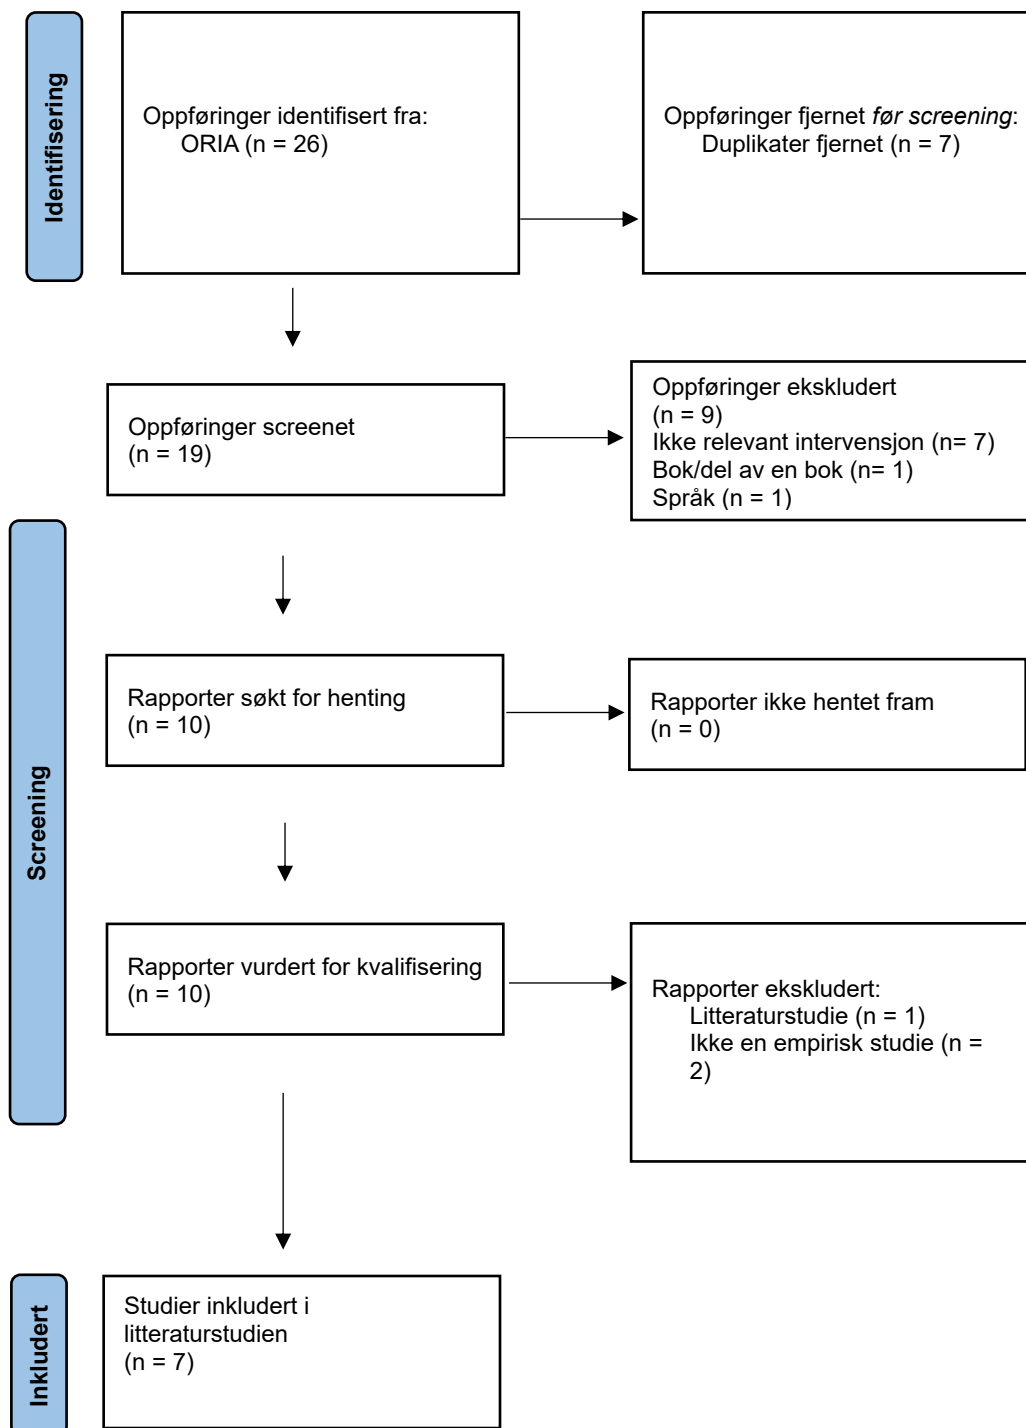 Identifisering
Oppføringer identifisert fra:
ORIA (n = 26)
Oppføringer fjernet før screening:
Duplikater fjernet (n = 7)
Screening
Oppføringer screenet
(n = 19)
Oppføringer ekskludert
(n = 9)
Ikke relevant intervensjon (n= 7)
Bok/del av en bok (n= 1)
Språk (n = 1)
Rapporter søkt for henting
(n = 10)
Rapporter ikke hentet fram
(n = 0)
Rapporter vurdert for kvalifisering
(n = 10)
Rapporter ekskludert:
Litteraturstudie (n = 1)
Ikke en empirisk studie (n =
2)
Inkludert
Studier inkludert i
litteraturstudien
(n = 7)